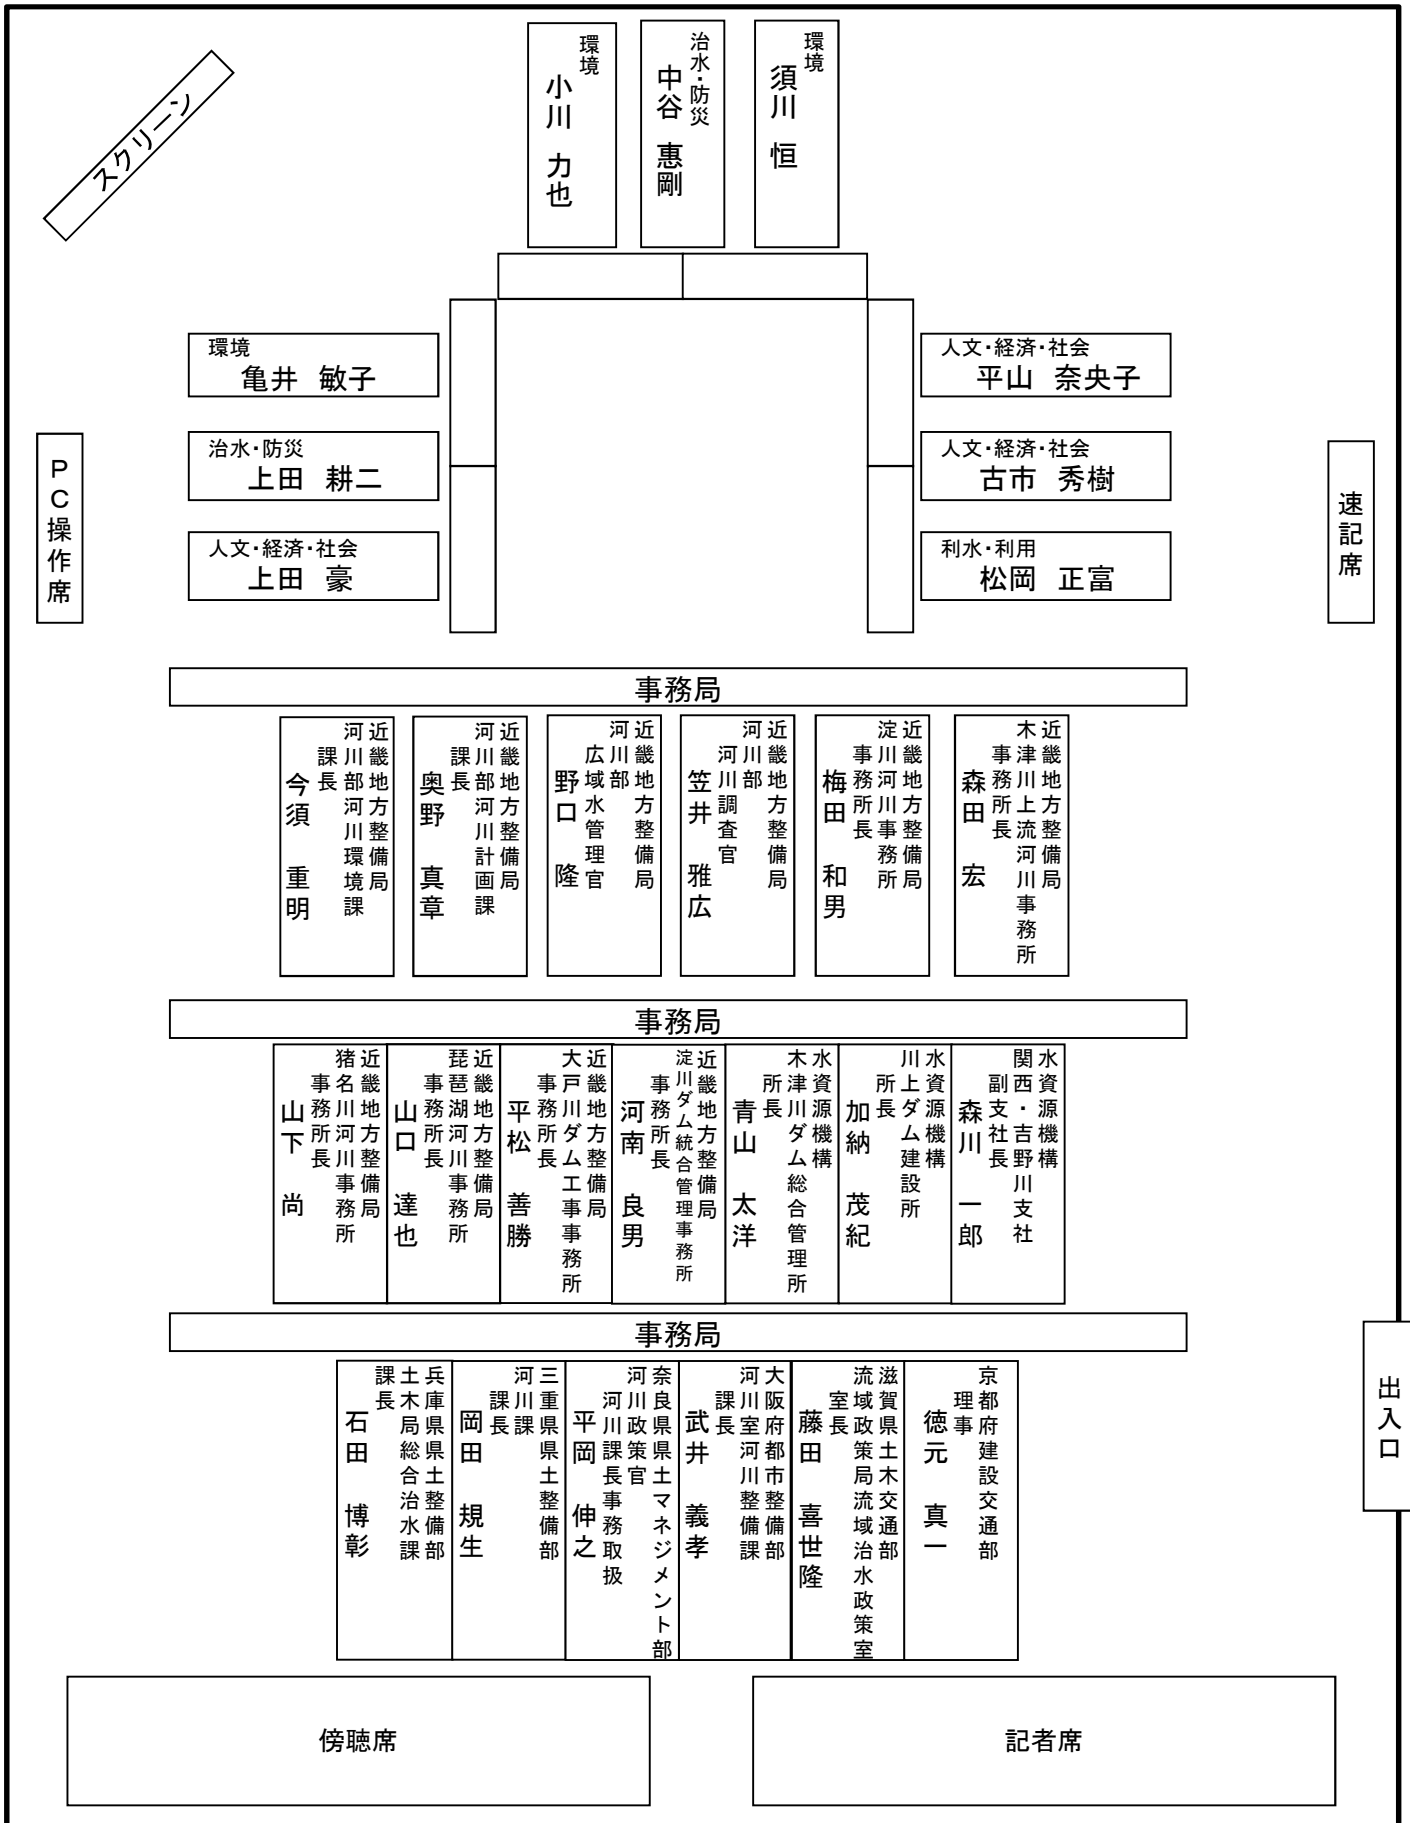 スクリーン
環境
小川 力也
治水・防災
中谷 惠剛
環境
須川 恒
環境
亀井 敏子
治水・防災
上田 耕二
人文・経済・社会
上田 豪
人文・経済・社会
平山 奈央子
人文・経済・社会
古市 秀樹
利水・利用
松岡 正富
PC操作席
速記席
事務局
近畿地方整備局
河川部河川環境課
課長
今須 重明
近畿地方整備局
河川部河川計画課
課長
奥野 真章
近畿地方整備局
河川部
広域水管理官
野口 隆
近畿地方整備局
河川部
河川調査官
笠井 雅広
近畿地方整備局
淀川河川事務所
事務所長
梅田 和男
近畿地方整備局
木津川上流河川事務所
事務所長
森田 宏
事務局
近畿地方整備局
猪名川河川事務所
事務所長
山下 尚
近畿地方整備局
琵琶湖河川事務所
事務所長
山口 達也
近畿地方整備局
大戸川ダム工事事務所
事務所長
平松 善勝
近畿地方整備局
淀川ダム統合管理事務所
事務所長
河南 良男
水資源機構
木津川ダム総合管理所
所長
青山 太洋
水資源機構
川上ダム建設所
所長
加納 茂紀
水資源機構
関西・吉野川支社
副支社長
森川 一郎
事務局
兵庫県県土整備部
土木局総合治水課
課長
石田 博彰
三重県県土整備部
河川課
課長
岡田 規生
奈良県県土マネジメント部
河川政策官
河川課長事務取扱
平岡 伸之
大阪府都市整備部
河川室河川整備課
課長
武井 義孝
滋賀県土木交通部
流域政策局流域治水政策室
室長
藤田 喜世隆
京都府建設交通部
理事
徳元 真一
出入口
傍聴席
記者席